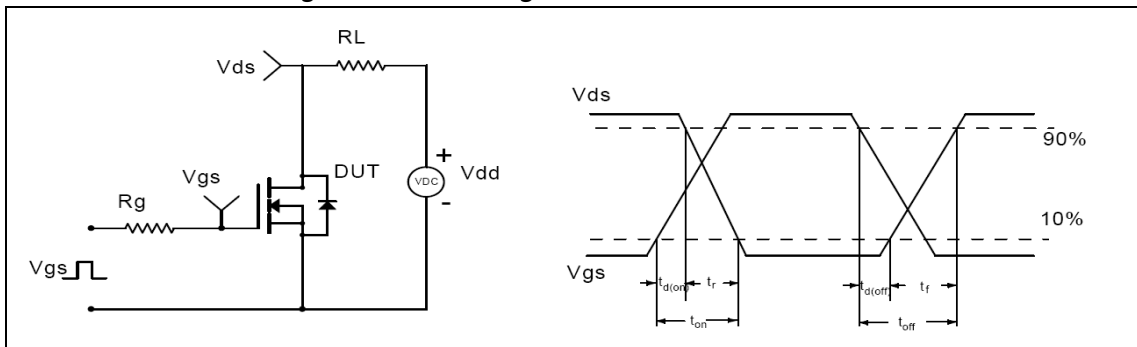 RL
Vds
Vgs
DUT
+
VDC
Vdd
-
Rg
Vgs
Vds
90%
10%
Vgs
td(on)
tr
td(off)
tf
ton
toff